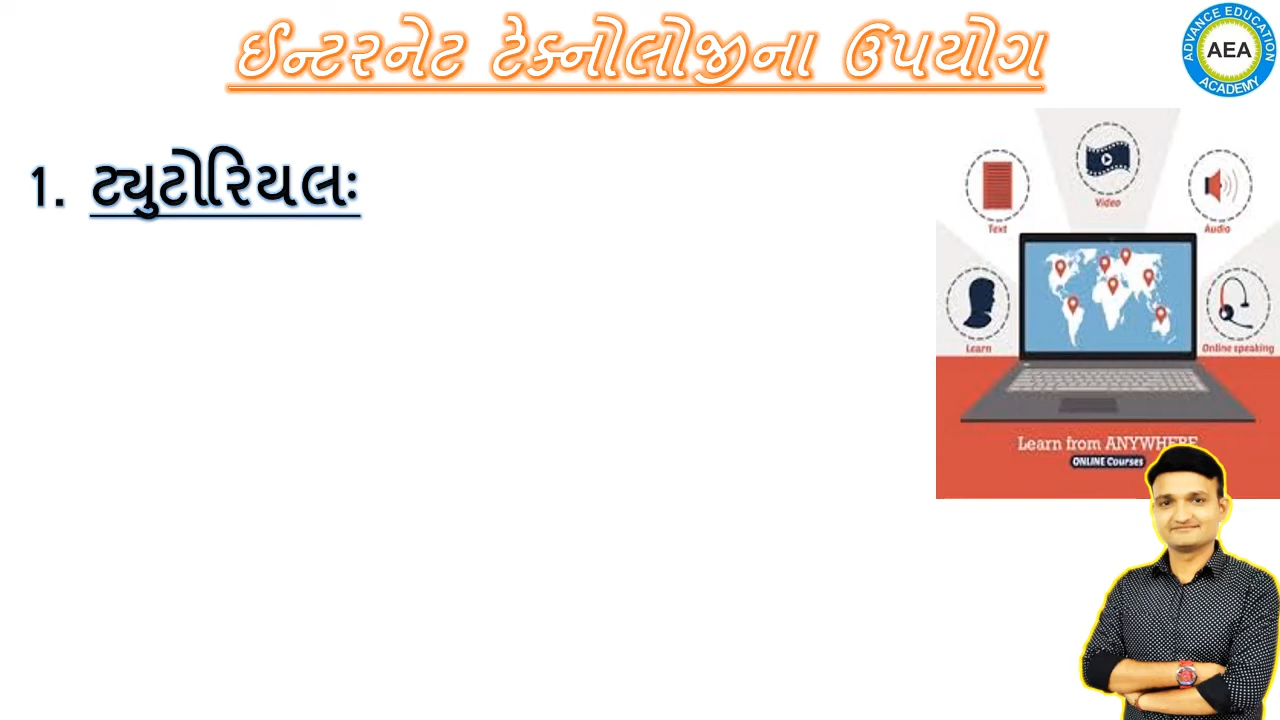 ઈન્ટરનેટ ટેકનોલોજીના ઉપયોગ
ADVANCE EDUCATION
AEA
ACADEMY
1. ટ્યુટોરિયલઃ
Text
Video
Audio
Learn
Online speaking
Learn from ANYWHERE
ONLINE Courses